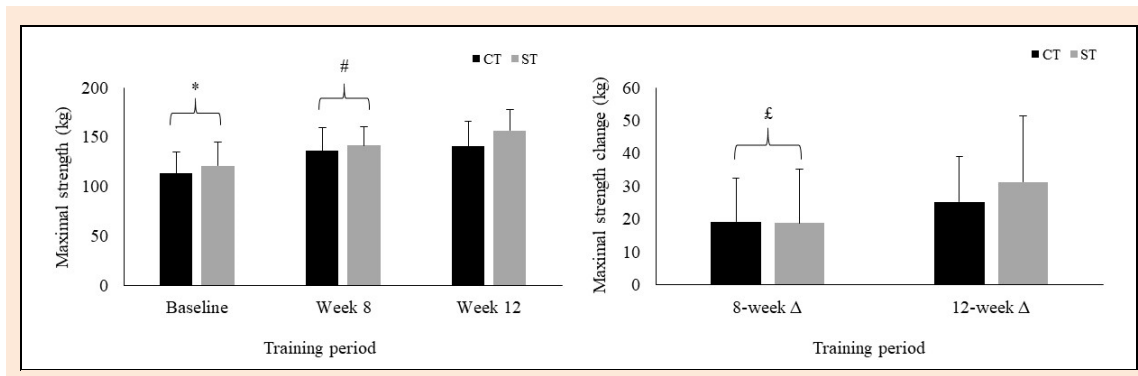 CT ST
#
*
200
150
100
50
0
Maximal strength (kg)
Baseline Week 8 Week 12
Training period
CT ST
£
60
50
40
30
20
10
0
Maximal strength change (kg)
8-week Δ 12-week Δ
Training period